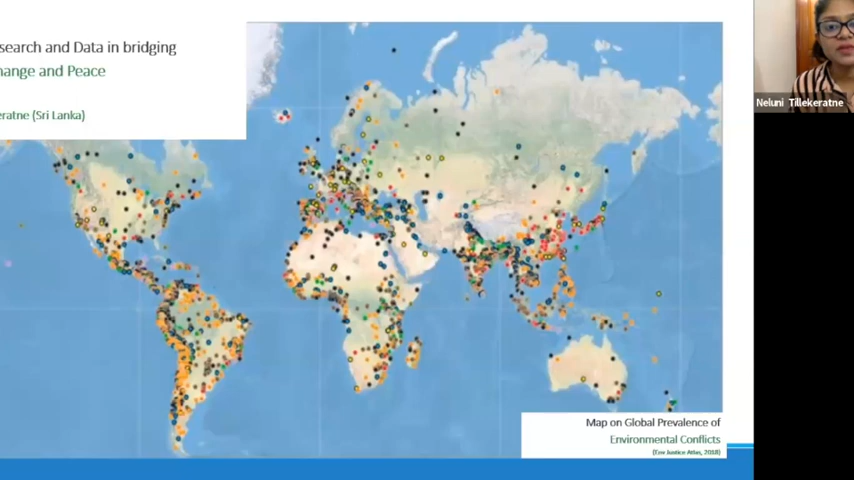 search and Data in bridging
hange and Peace
eratne (Sri Lanka)
Neluni Tillekeratne
Map on Global Prevalence of
Environmental Conflicts
(Env Justice Atlas, 2018)